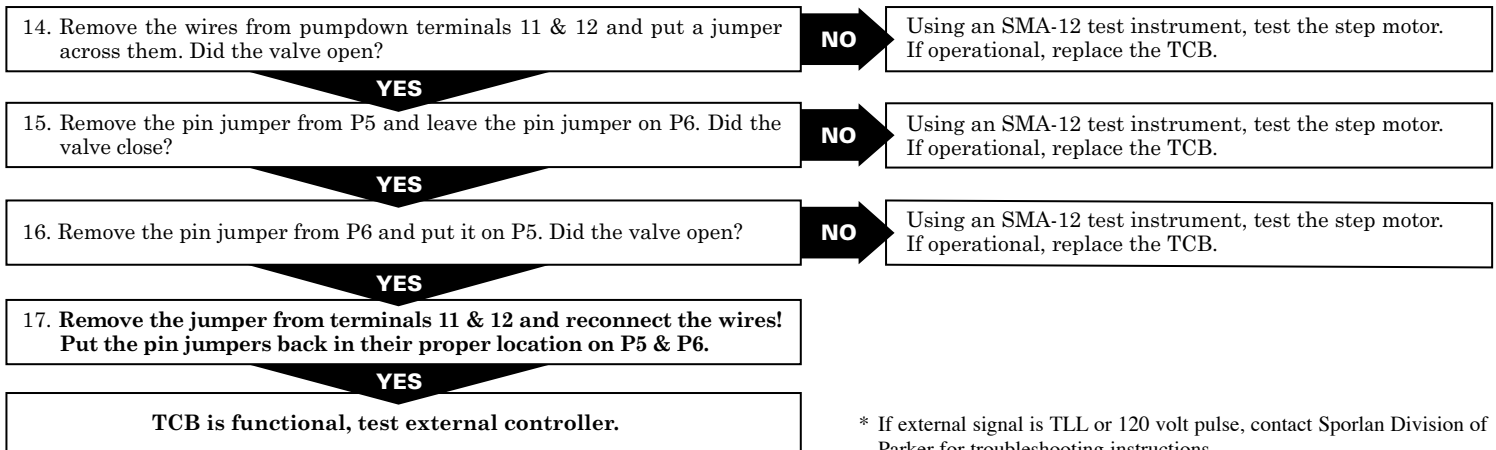 14. Remove the wires from pumpdown terminals 11 & 12 and put a jumper
across them. Did the valve open?
NO
Using an SMA-12 test instrument, test the step motor.
If operational, replace the TCB.
YES
15. Remove the pin jumper from P5 and leave the pin jumper on P6. Did the
valve close?
NO
Using an SMA-12 test instrument, test the step motor.
If operational, replace the TCB.
YES
16. Remove the pin jumper from P6 and put it on P5. Did the valve open?
NO
Using an SMA-12 test instrument, test the step motor.
If operational, replace the TCB.
YES
17. Remove the jumper from terminals 11 & 12 and reconnect the wires!
Put the pin jumpers back in their proper location on P5 & P6.
YES
TCB is functional, test external controller.
* If external signal is TLL or 120 volt pulse, contact Sporlan Division of
Parker for troubleshooting instructions